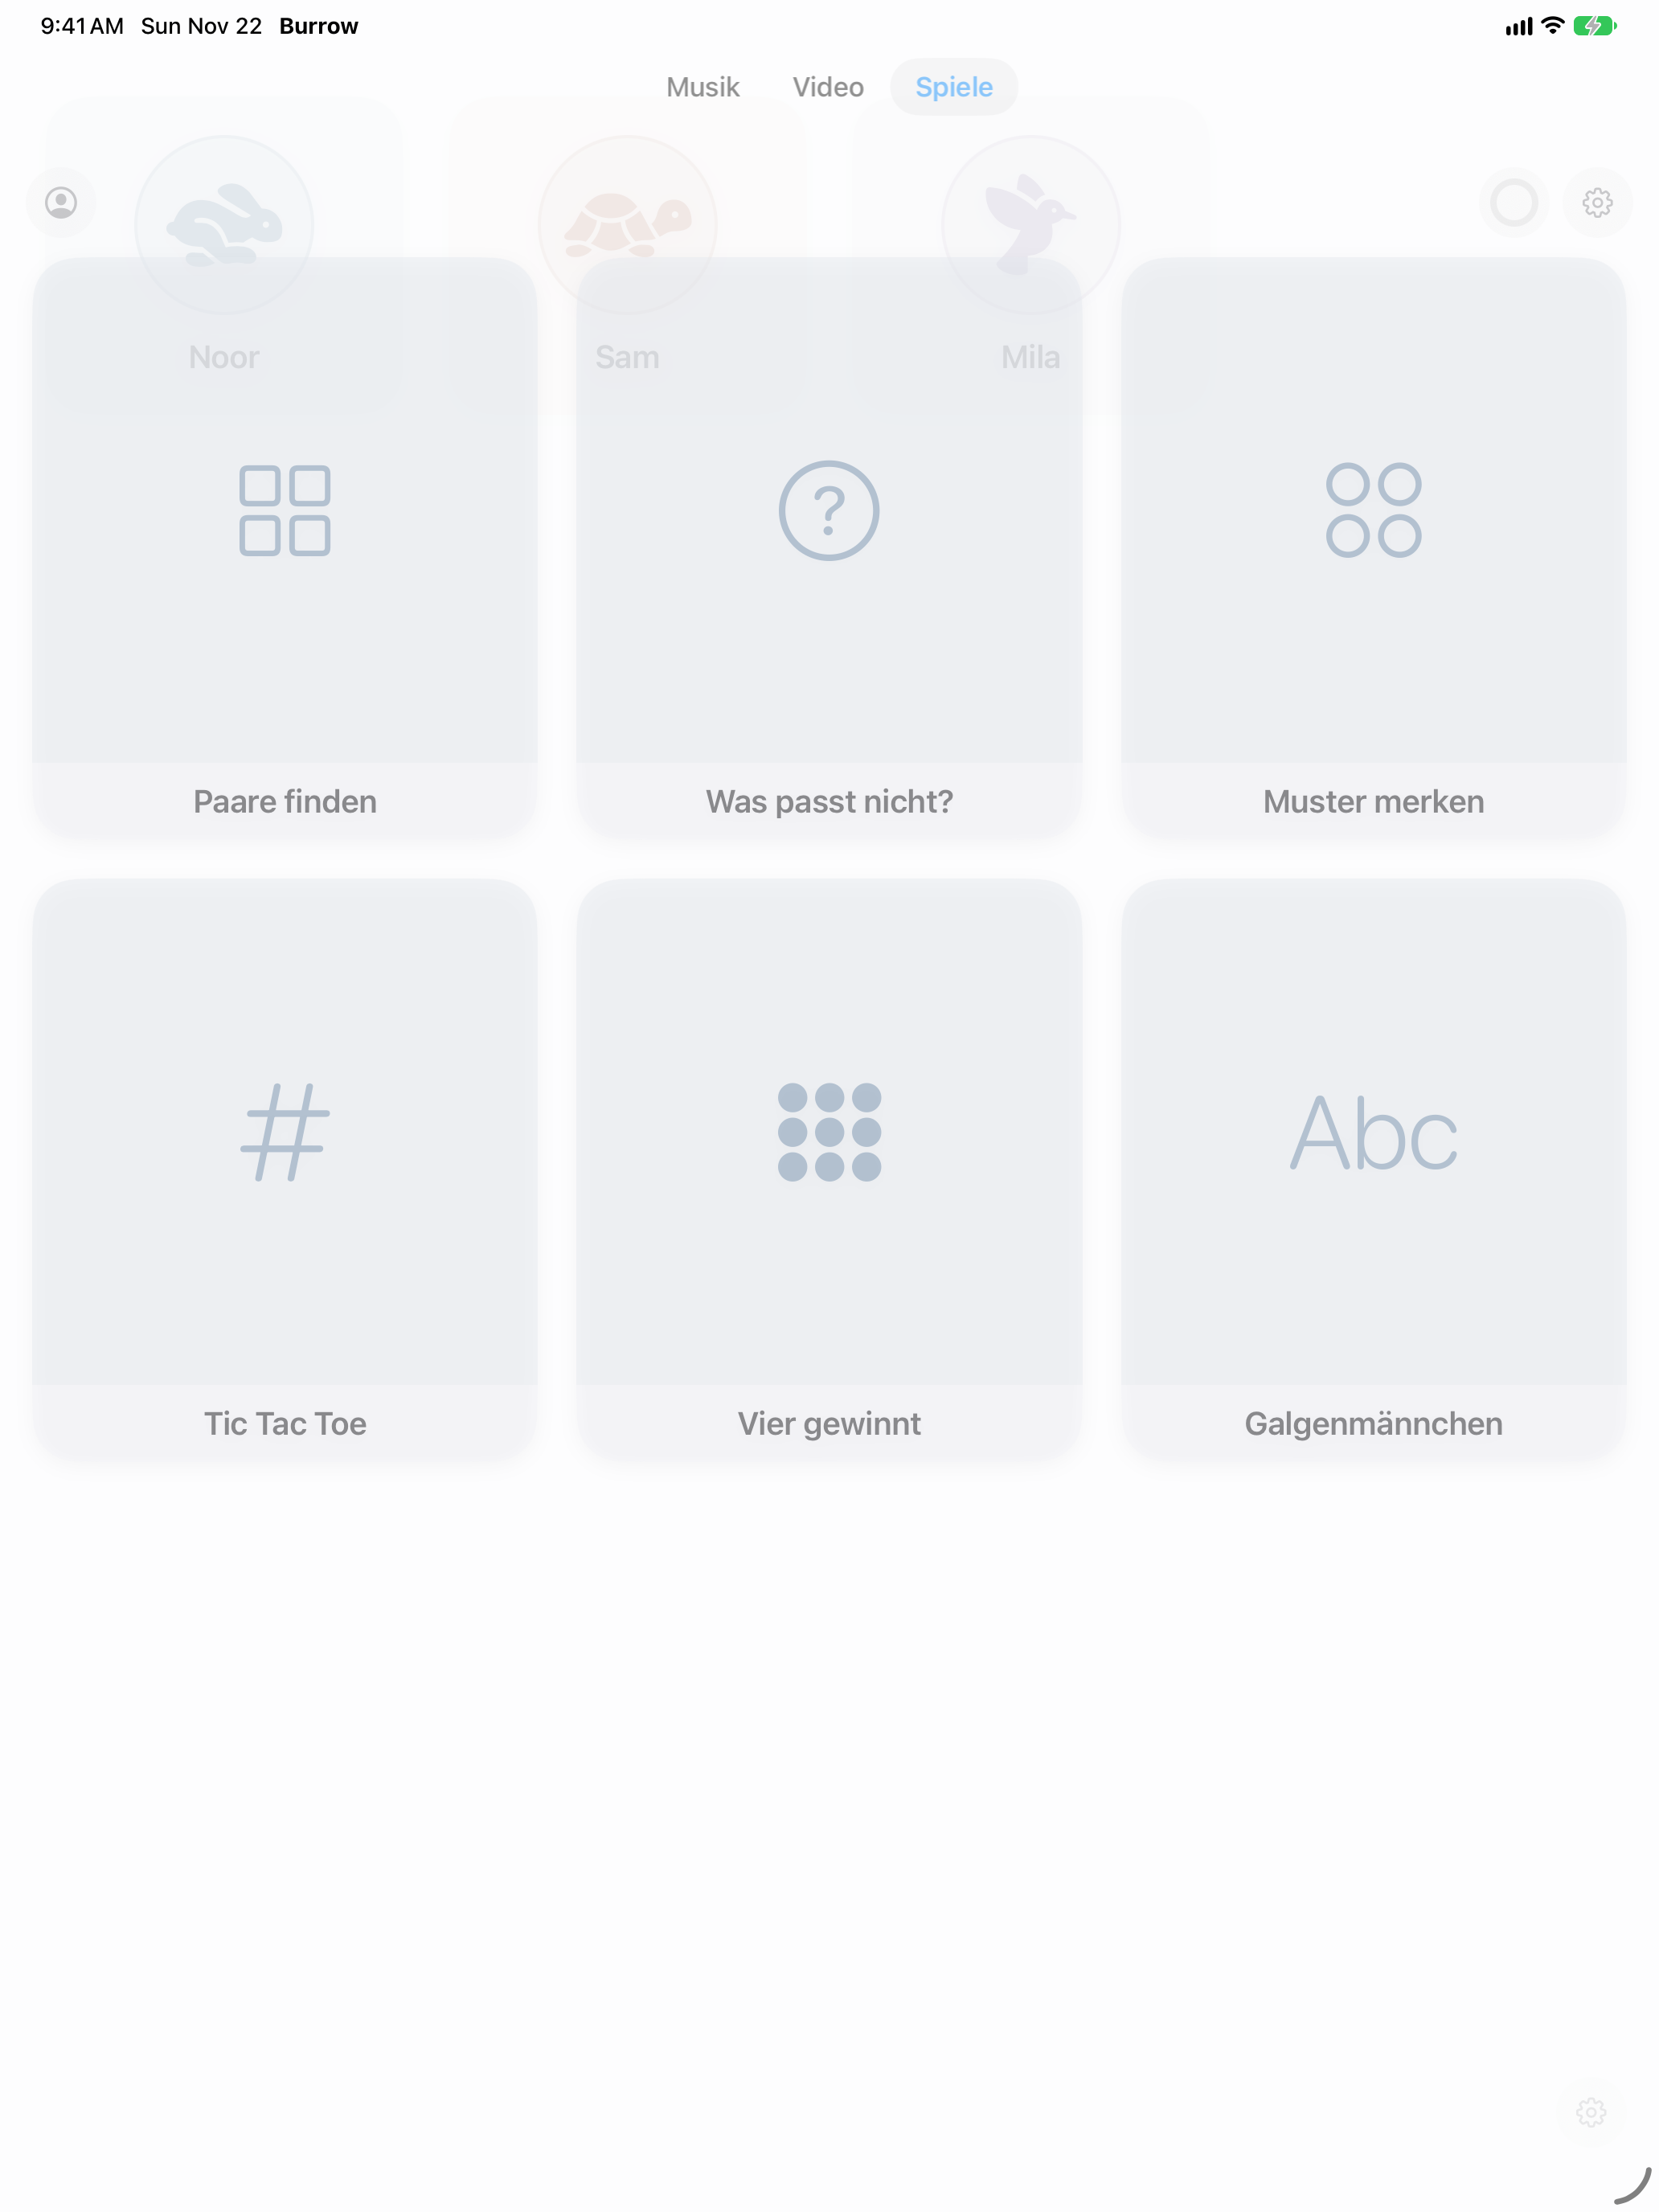 9:41 AM Sun Nov 22 Burrow
Musik Video Spiele
Noor Sam Mila
Paare finden Was passt nicht? Muster merken
#
Abc
Tic Tac Toe Vier gewinnt Galgenmännchen